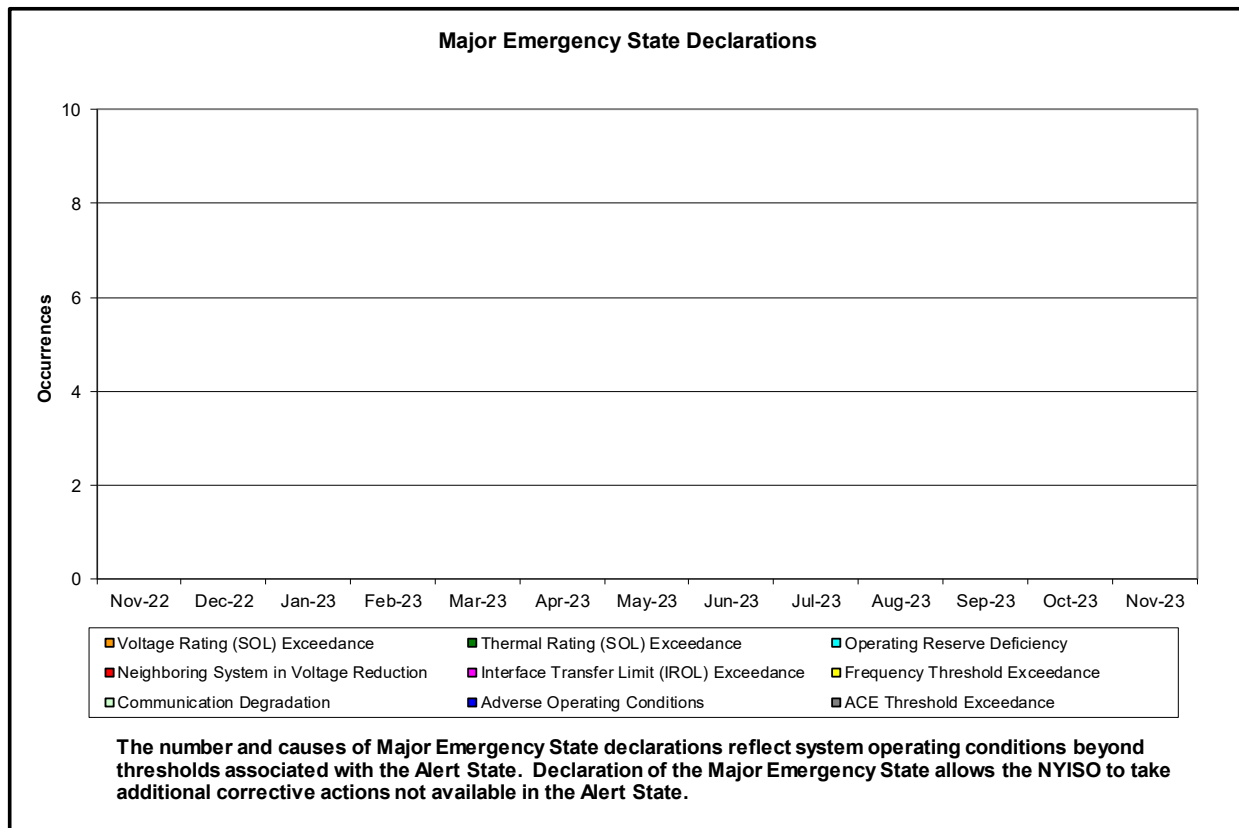 Major Emergency State Declarations
10
8
6
4
2
0
Occurrences
Nov-22 Dec-22 Jan-23 Feb-23 Mar-23 Apr-23 May-23 Jun-23 Jul-23 Aug-23 Sep-23 Oct-23 Nov-23
Voltage Rating (SOL) Exceedance Thermal Rating (SOL) Exceedance Operating Reserve Deficiency
Neighboring System in Voltage Reduction Interface Transfer Limit (IROL) Exceedance Frequency Threshold Exceedance
Communication Degradation Adverse Operating Conditions ACE Threshold Exceedance
The number and causes of Major Emergency State declarations reflect system operating conditions beyond
thresholds associated with the Alert State. Declaration of the Major Emergency State allows the NYISO to take
additional corrective actions not available in the Alert State.